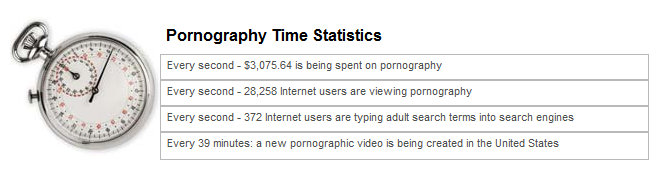 Pornography Time Statistics
Every second - $3,075.64 is being spent on pornography
Every second - 28,258 Internet users are viewing pornography
Every second - 372 Internet users are typing adult search terms into search engines
Every 39 minutes: a new pornographic video is being created in the United States